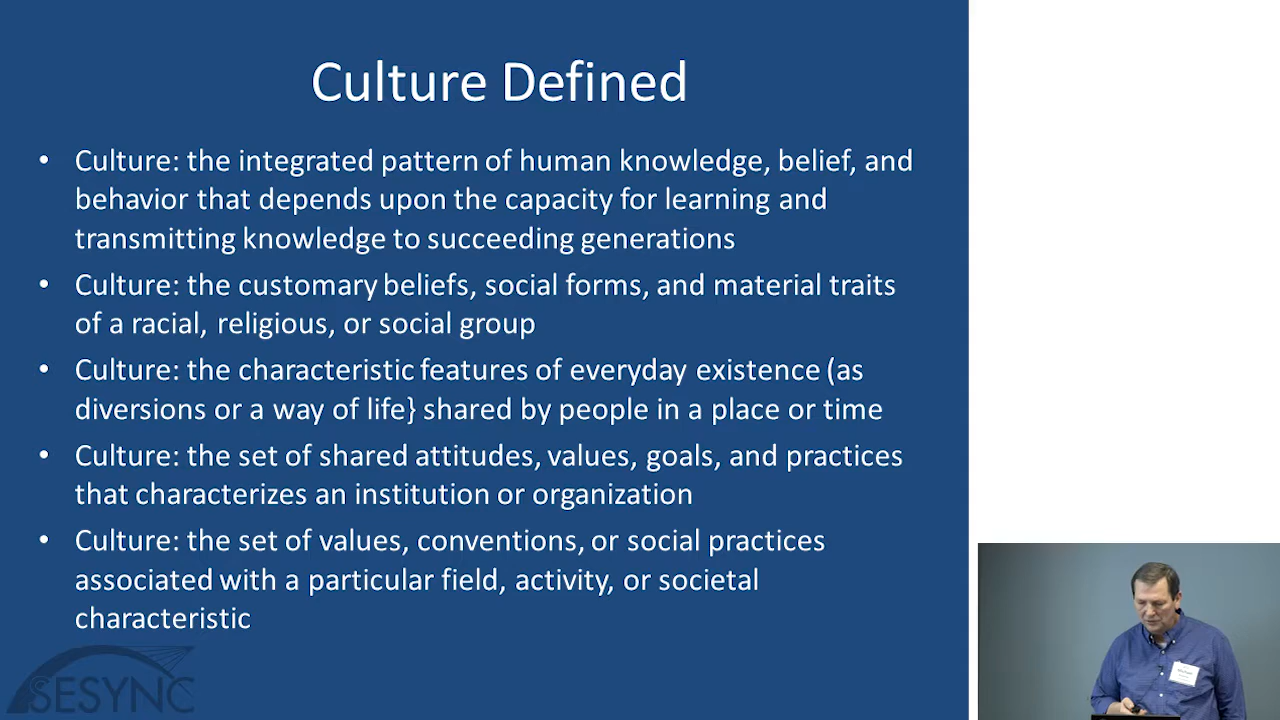 Culture Defined
• Culture: the integrated pattern of human knowledge, belief, and
behavior that depends upon the capacity for learning and
transmitting knowledge to succeeding generations
• Culture: the customary beliefs, social forms, and material traits
of a racial, religious, or social group
• Culture: the characteristic features of everyday existence (as
diversions or a way of life} shared by people in a place or time
• Culture: the set of shared attitudes, values, goals, and practices
that characterizes an institution or organization
• Culture: the set of values, conventions, or social practices
associated with a particular field, activity, or societal
characteristic
SESYNC